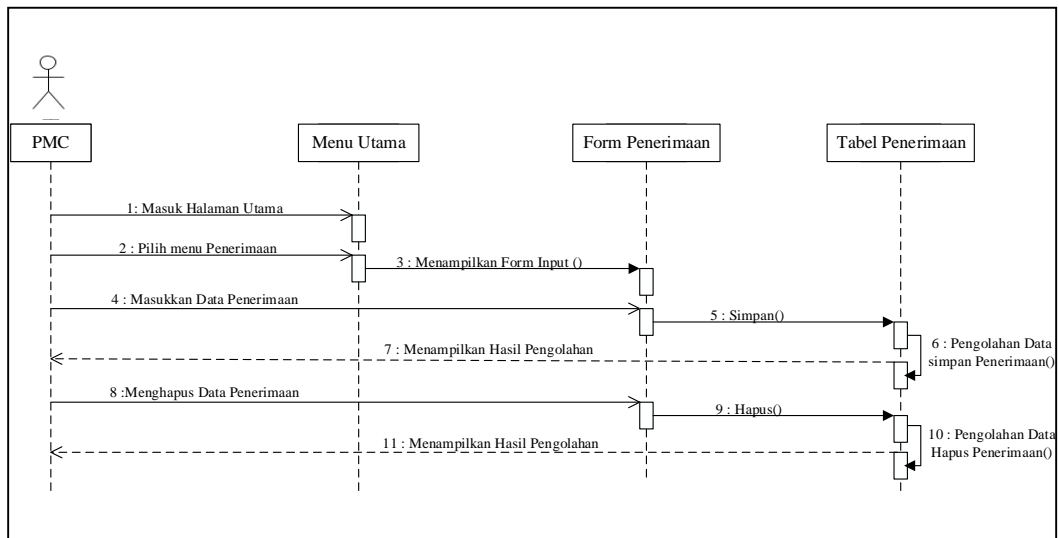 PMC
Menu Utama
Form Penerimaan
Tabel Penerimaan
1: Masuk Halaman Utama
2 : Pilih menu Penerimaan
3 : Menampilkan Form Input ()
4 : Masukkan Data Penerimaan
5 : Simpan()
6 : Pengolahan Data
simpan Penerimaan()
7 : Menampilkan Hasil Pengolahan
8 :Menghapus Data Penerimaan
9 : Hapus()
10 : Pengolahan Data
Hapus Penerimaan()
11 : Menampilkan Hasil Pengolahan